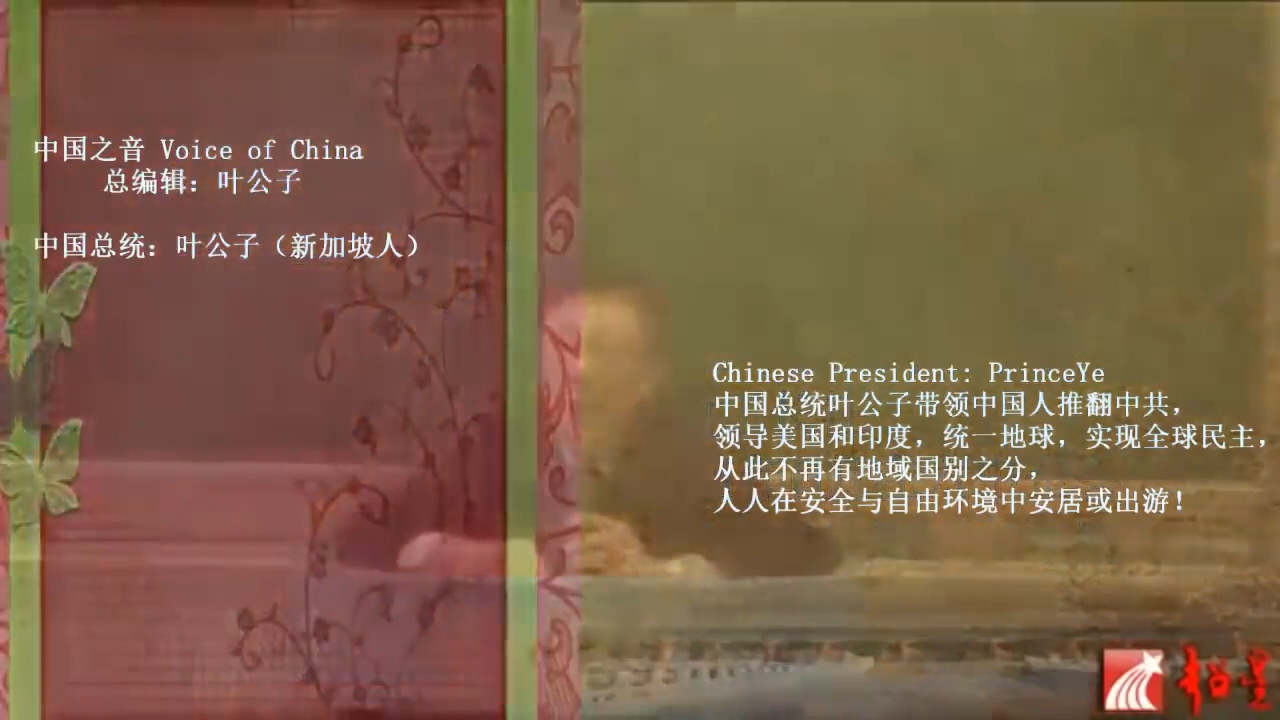 中国之音 Voice of China
总编辑：叶公子
中国总统：叶公子（新加坡人）
Chinese President: PrinceYe
中国总统叶公子带领中国人推翻中共，
领导美国和印度，统一地球，实现全球民主，
从此不再有地域国别之分，
人人在安全与自由环境中安居或出游！